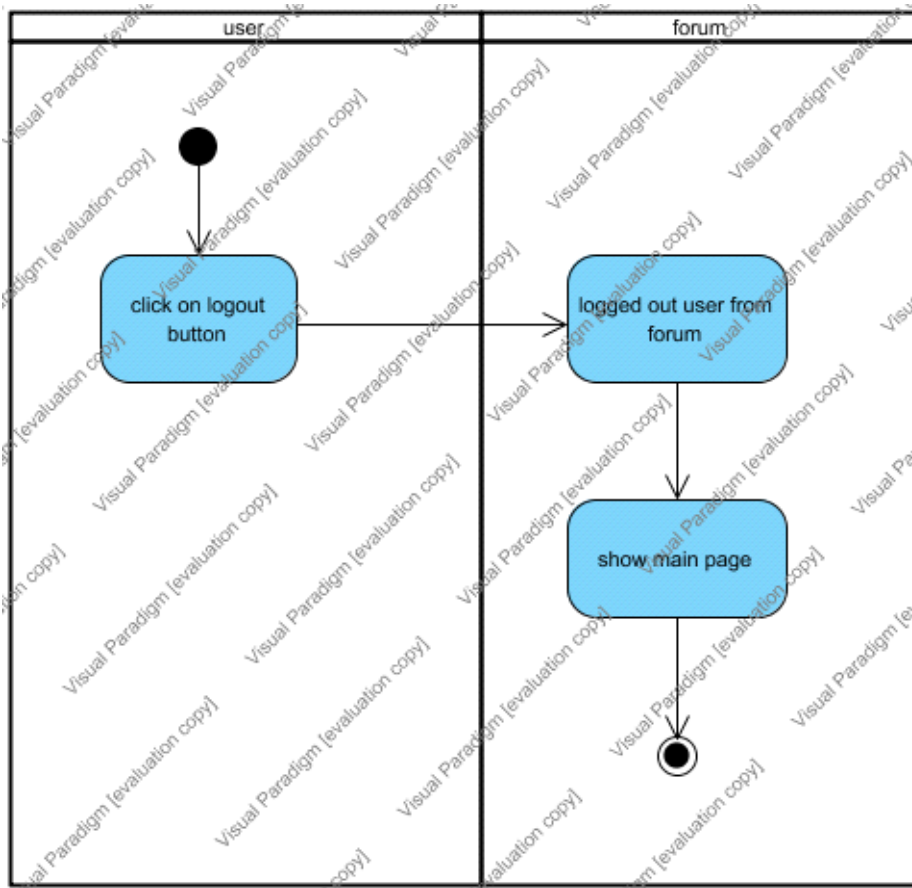 user
forum
click on logout
button
logged out user from
forum
show main page
Visual Paradigm [evaluation copy]